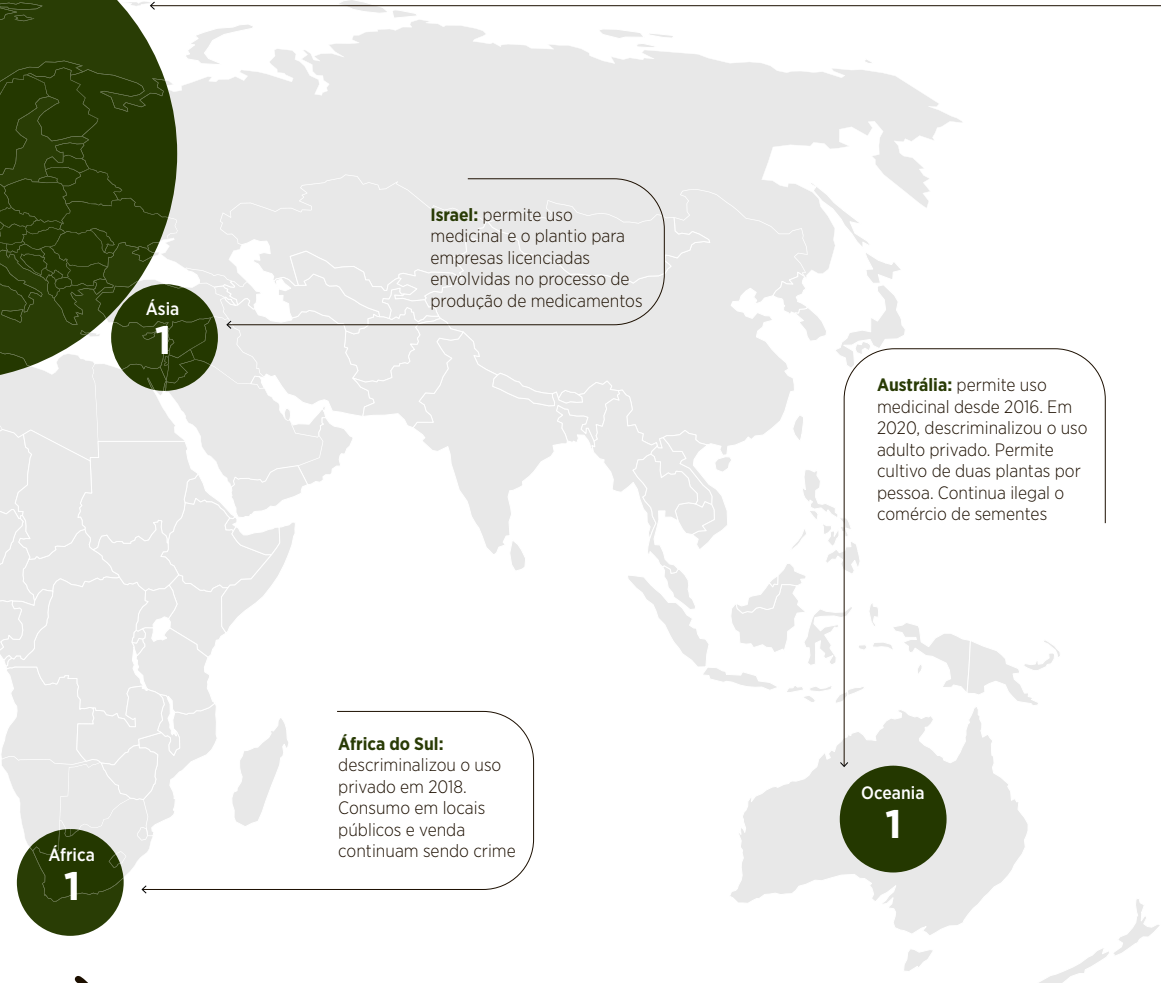 Israel: permite uso
medicinal e o plantio para
empresas licenciadas
envolvidas no processo de
produção de medicamentos
Ásia
1
Austrália: permite uso
medicinal desde 2016. Em
2020, descriminalizou o uso
adulto privado. Permite
cultivo de duas plantas por
pessoa. Continua ilegal o
comércio de sementes
África do Sul:
descriminalizou o uso
privado em 2018.
Consumo em locais
públicos e venda
continuam sendo crime
Oceania
1
África
1